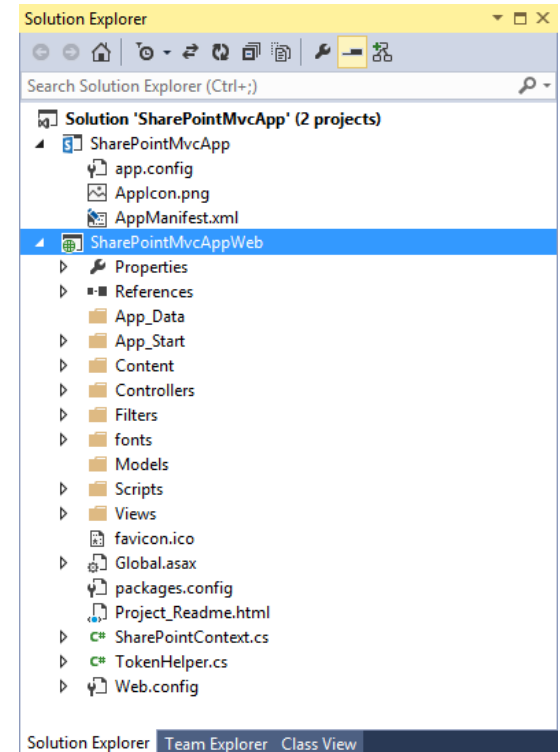 Solution Explorer
Search Solution Explorer (Ctrl+;)
Solution 'SharePointMvcApp' (2 projects)
SharePointMvcApp
app.config
AppIcon.png
AppManifest.xml
SharePointMvcAppWeb
Properties
References
App_Data
App_Start
Content
Controllers
Filters
fonts
Models
Scripts
Views
favicon.ico
Global.asax
packages.config
Project_Readme.html
C# SharePointContext.cs
C# TokenHelper.cs
Web.config
Solution Explorer Team Explorer Class View